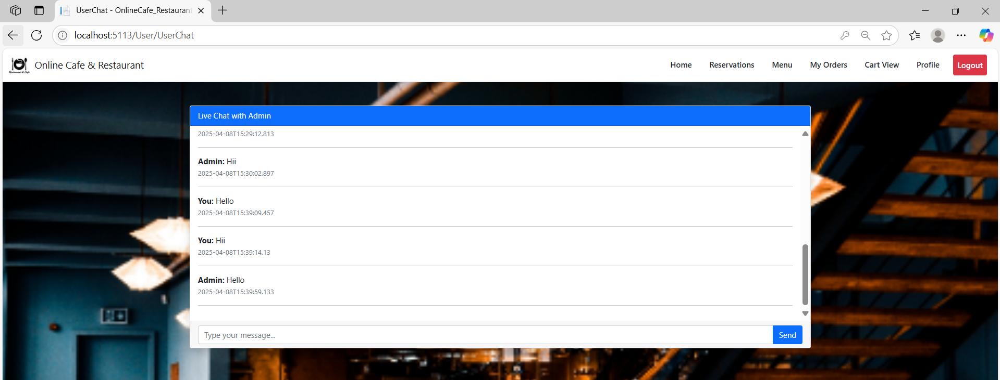 UserChat - OnlineCafe_Restaurant
localhost:5113/User/UserChat
Restaurant & Cafe
Online Cafe & Restaurant
Home
Reservations
Menu
My Orders
Cart View
Profile
Logout
Live Chat with Admin
2025-04-08T15:29:12.813
Admin: Hii
2025-04-08T15:30:02.897
You: Hello
2025-04-08T15:39:09.457
You: Hii
2025-04-08T15:39:14.13
Admin: Hello
2025-04-08T15:39:59.133
Type your message...
Send